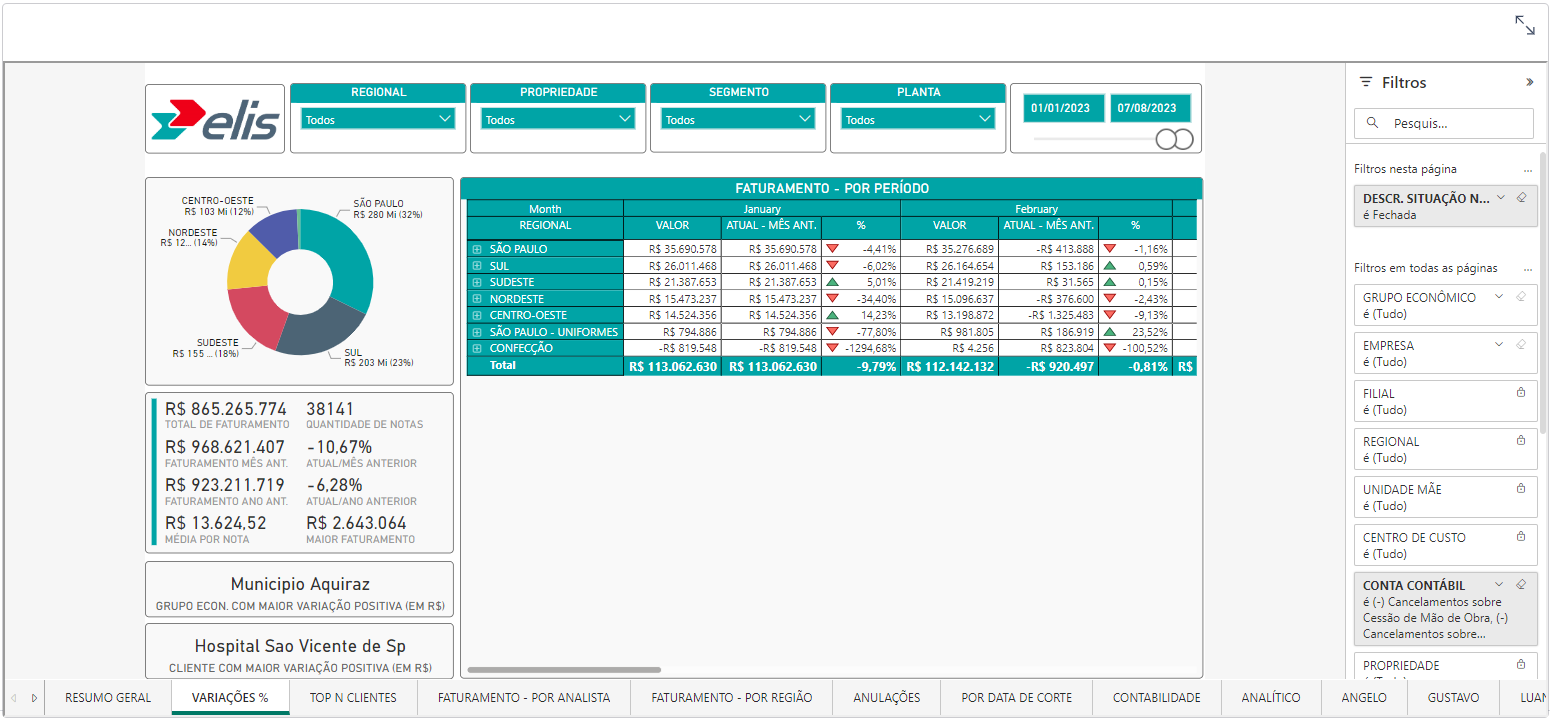 elis
REGIONAL
Todos
PROPRIEDADE
Todos
SEGMENTO
Todos
PLANTA
Todos
01/01/2023 07/08/2023
CENTRO-OESTE
R$ 103 Mi (12%)
SÃO PAULO
R$ 280 Mi (32%)
NORDESTE
R$ 12... (14%)
SUDESTE
R$ 155 ... (18%)
SUL
R$ 203 Mi (23%)
R$ 865.265.774 38141
TOTAL DE FATURAMENTO QUANTIDADE DE NOTAS
R$ 968.621.407 -10,67%
FATURAMENTO MÊS ANT. ATUAL/MÊS ANTERIOR
R$ 923.211.719 -6,28%
FATURAMENTO ANO ANT. ATUAL/ANO ANTERIOR
R$ 13.624,52 R$ 2.643.064
MÉDIA POR NOTA MAIOR FATURAMENTO
Municipio Aquiraz
GRUPO ECON. COM MAIOR VARIAÇÃO POSITIVA (EM R$)
Hospital Sao Vicente de Sp
CLIENTE COM MAIOR VARIAÇÃO POSITIVA (EM R$)
FATURAMENTO - POR PERÍODO
Month January February
REGIONAL VALOR ATUAL - MÊS ANT. % VALOR ATUAL - MÊS ANT. %
SÃO PAULO R$ 35.690.578 R$ 35.690.578 -4,41% R$ 35.276.689 -R$ 413.888 -1,16%
SUL R$ 26.011.468 R$ 26.011.468 -6,02% R$ 26.164.654 R$ 153.186 0,59%
SUDESTE R$ 21.387.653 R$ 21.387.653 5,01% R$ 21.419.219 R$ 31.565 0,15%
NORDESTE R$ 15.473.237 R$ 15.473.237 -34,40% R$ 15.096.637 -R$ 376.600 -2,43%
CENTRO-OESTE R$ 14.524.356 R$ 14.524.356 14,23% R$ 13.198.872 -R$ 1.325.483 -9,13%
SÃO PAULO - UNIFORMES R$ 794.886 R$ 794.886 -77,80% R$ 981.805 R$ 186.919 23,52%
CONFECÇÃO -R$ 819.548 -R$ 819.548 -1294,68% R$ 4.256 R$ 823.804 -100,52%
Total R$ 113.062.630 R$ 113.062.630 -9,79% R$ 112.142.132 -R$ 920.497 -0,81% R$
Filtros
Pesquis...
Filtros nesta página ...
DESCR. SITUAÇÃO N...
é Fechada
Filtros em todas as páginas ...
GRUPO ECONÔMICO
é (Tudo)
EMPRESA
é (Tudo)
FILIAL
é (Tudo)
REGIONAL
é (Tudo)
UNIDADE MÃE
é (Tudo)
CENTRO DE CUSTO
é (Tudo)
CONTA CONTÁBIL
é (-) Cancelamentos sobre
Cessão de Mão de Obra, (-)
Cancelamentos sobre...
PROPRIEDADE
RESUMO GERAL VARIAÇÕES % TOP N CLIENTES FATURAMENTO - POR ANALISTA FATURAMENTO - POR REGIÃO ANULAÇÕES POR DATA DE CORTE CONTABILIDADE ANALÍTICO ANGELO GUSTAVO LUAN